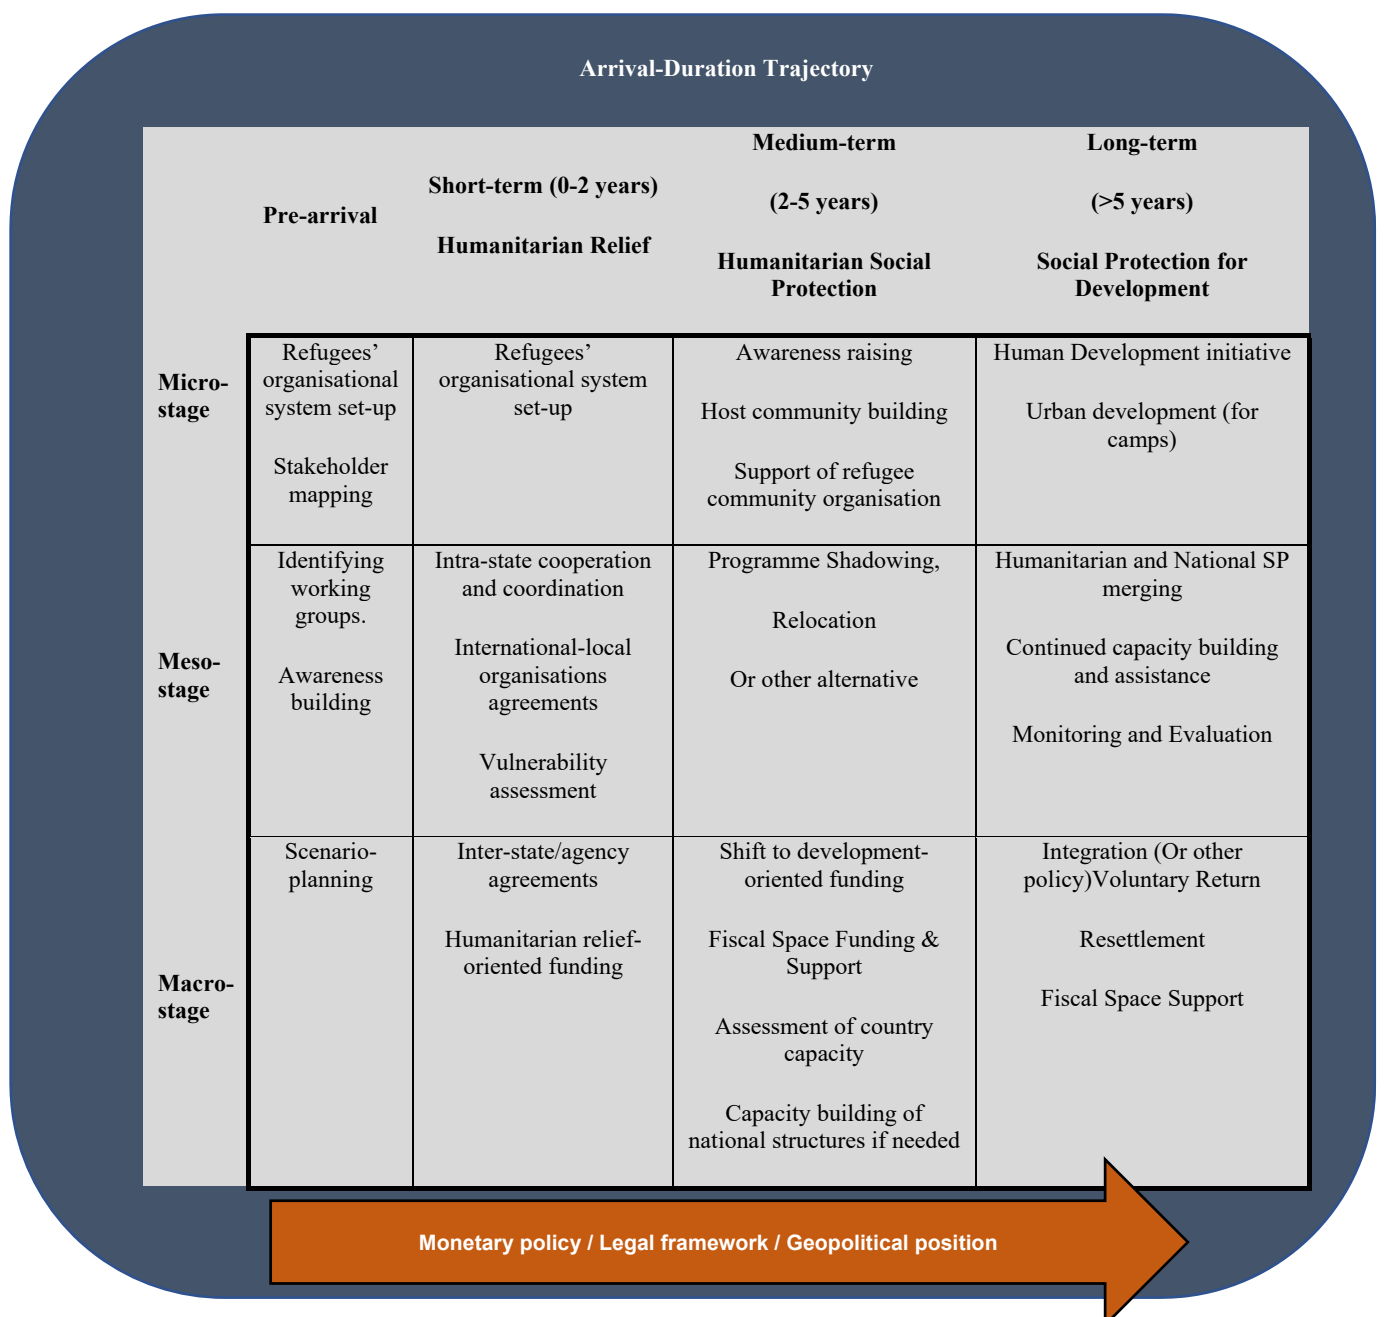 Arrival-Duration Trajectory
Pre-arrival
Short-term (0-2 years)
Humanitarian Relief
Medium-term
(2-5 years)
Humanitarian Social
Protection
Long-term
(>5 years)
Social Protection for
Development
Micro-
stage
Refugees’
organisational
system set-up
Stakeholder
mapping
Refugees’
organisational system
set-up
Awareness raising
Host community building
Support of refugee
community organisation
Human Development initiative
Urban development (for
camps)
Meso-
stage
Identifying
working
groups.
Awareness
building
Intra-state cooperation
and coordination
International-local
organisations
agreements
Vulnerability
assessment
Programme Shadowing,
Relocation
Or other alternative
Humanitarian and National SP
merging
Continued capacity building
and assistance
Monitoring and Evaluation
Macro-
stage
Scenario-
planning
Inter-state/agency
agreements
Humanitarian relief-
oriented funding
Shift to development-
oriented funding
Fiscal Space Funding &
Support
Assessment of country
capacity
Capacity building of
national structures if needed
Integration (Or other
policy)Voluntary Return
Resettlement
Fiscal Space Support
Monetary policy / Legal framework / Geopolitical position